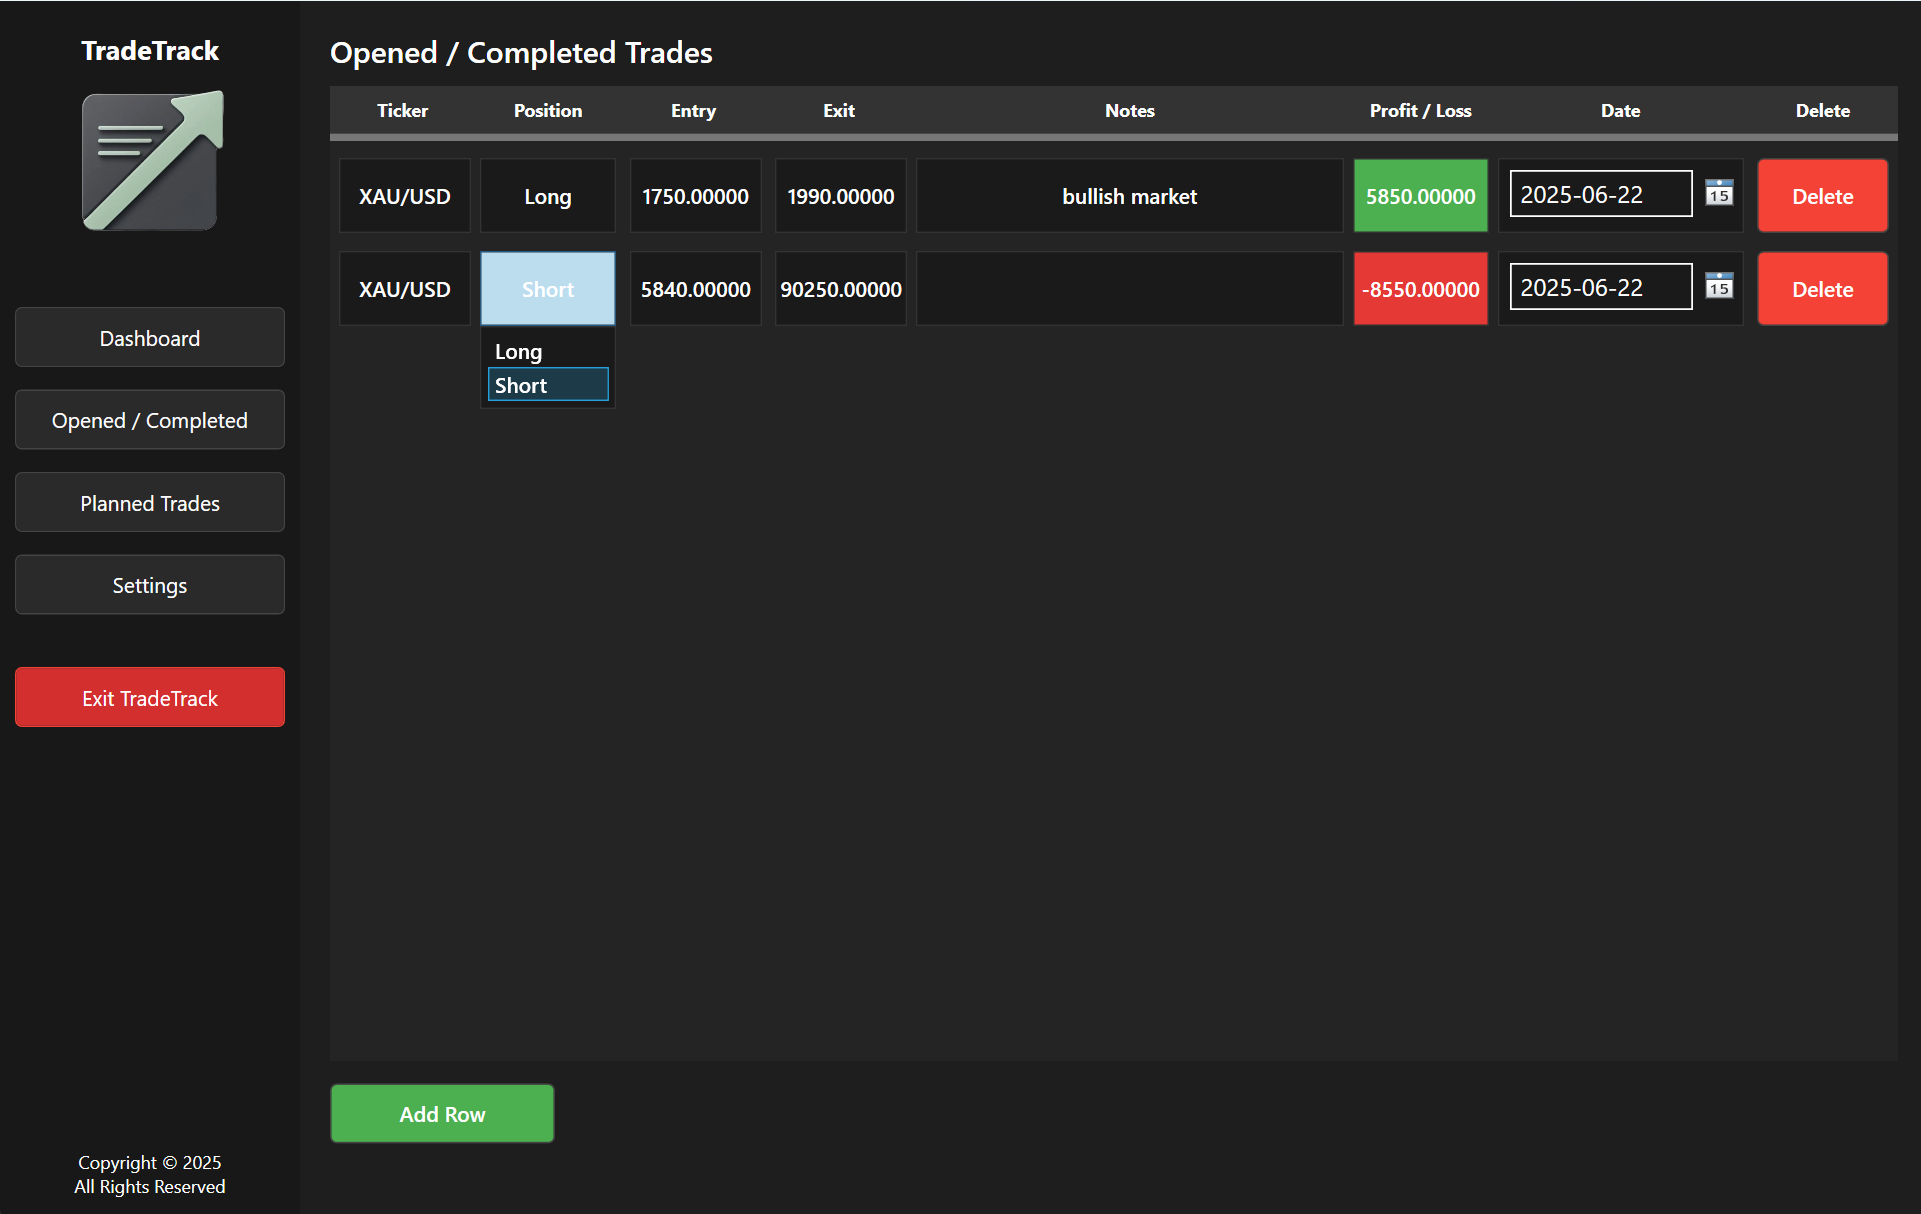 TradeTrack
Dashboard
Opened / Completed
Planned Trades
Settings
Exit TradeTrack
Copyright © 2025
All Rights Reserved
Opened / Completed Trades
Ticker Position Entry Exit Notes Profit / Loss Date Delete
XAU/USD Long 1750.00000 1990.00000 bullish market 5850.00000 2025-06-22 15 Delete
XAU/USD Short 5840.00000 90250.00000 -8550.00000 2025-06-22 15 Delete
Long
Short
Add Row